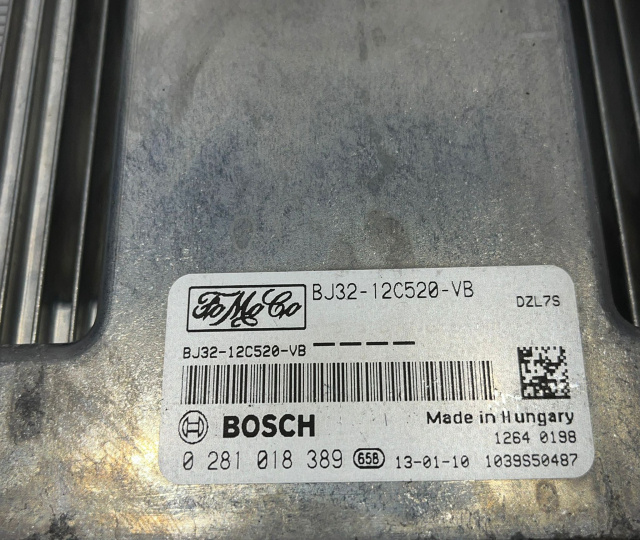 FoMoCo BJ32-12C520-VB
DZL7S
BJ32-12C520-VB — — — —
BOSCH
Made in Hungary
1264 0198
0 281 018 389 65B 13-01-10 1039S50487